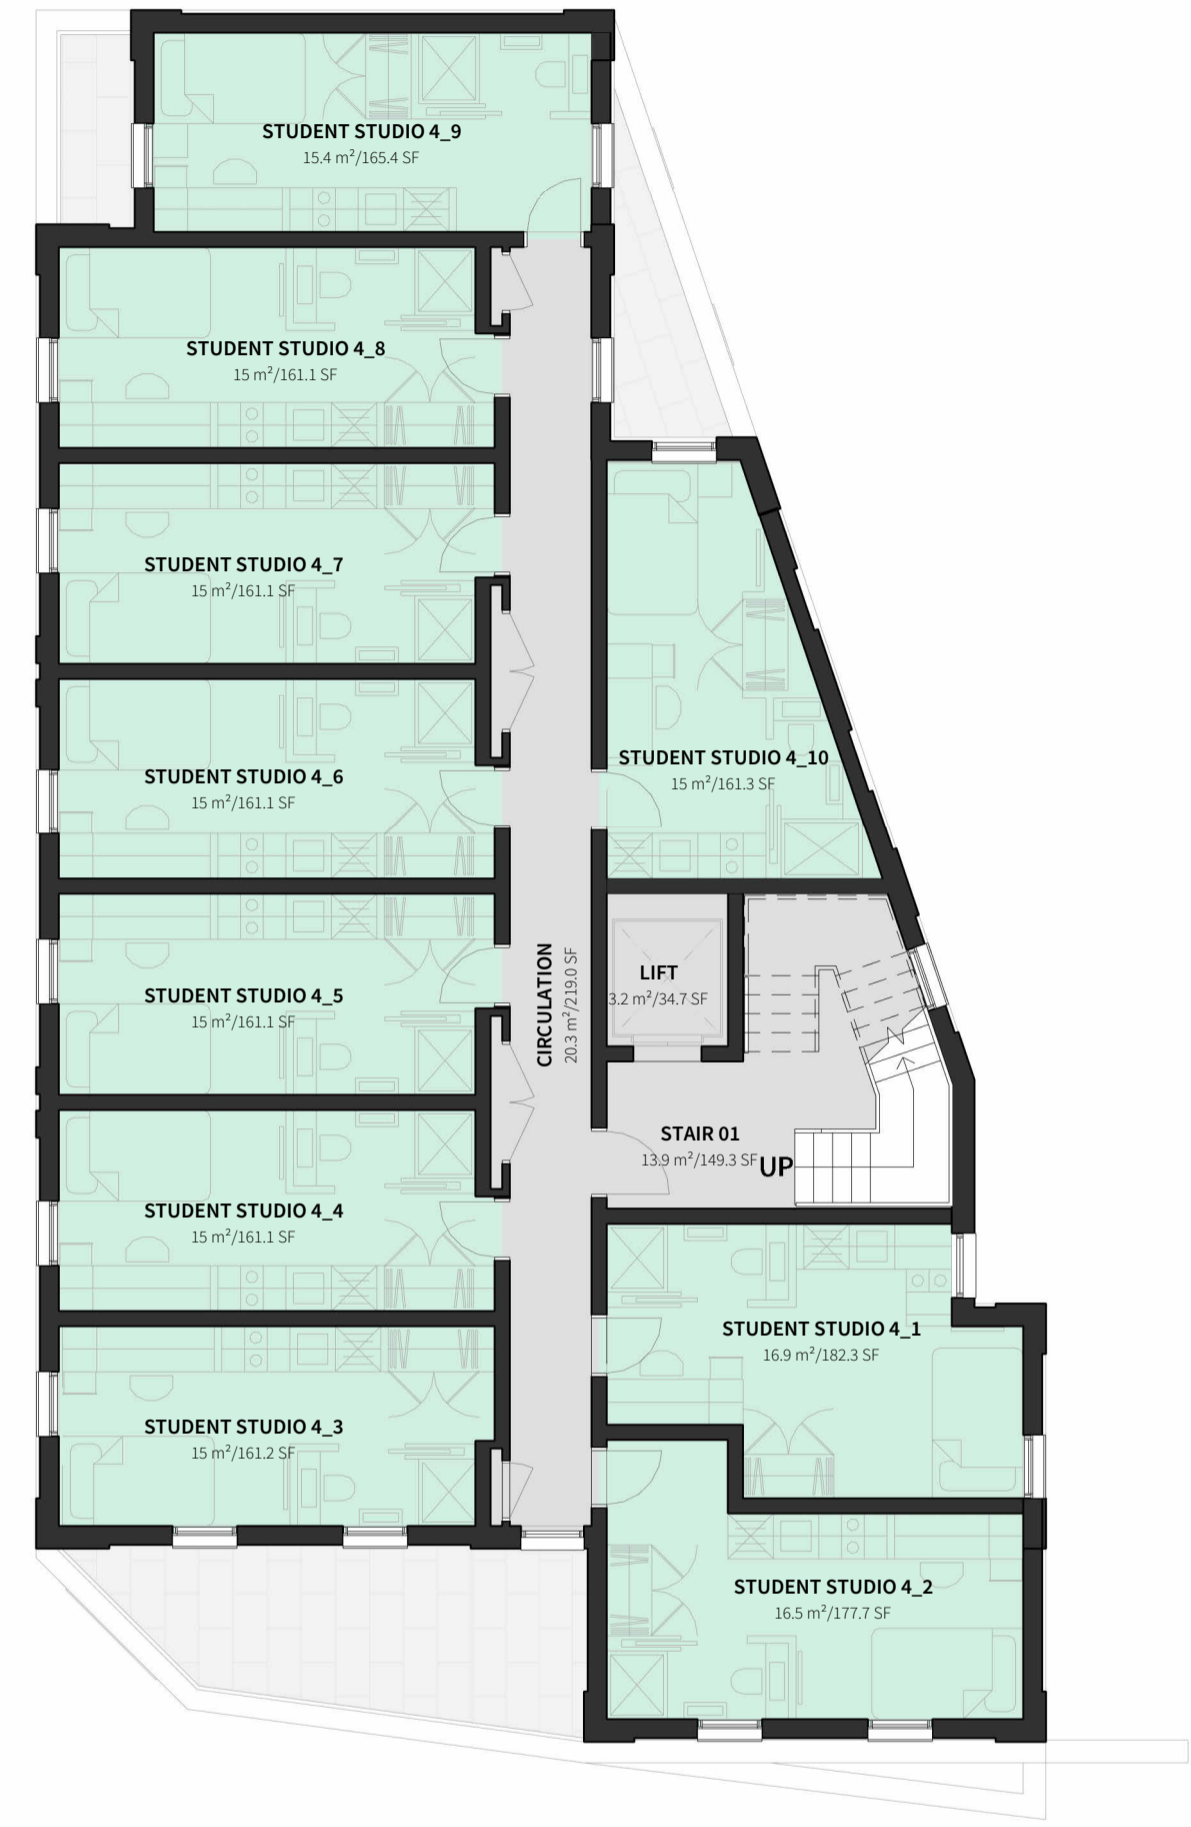 STUDENT STUDIO 4_9
15.4 m²/165.4 SF
STUDENT STUDIO 4_8
15 m²/161.1 SF
STUDENT STUDIO 4_7
15 m²/161.1 SF
STUDENT STUDIO 4_10
15 m²/161.3 SF
STUDENT STUDIO 4_6
15 m²/161.1 SF
STUDENT STUDIO 4_5
15 m²/161.1 SF
CIRCULATION
20.3 m²/219.0 SF
LIFT
3.2 m²/34.7 SF
STAIR 01
13.9 m²/149.3 SF
UP
STUDENT STUDIO 4_4
15 m²/161.1 SF
STUDENT STUDIO 4_1
16.9 m²/182.3 SF
STUDENT STUDIO 4_3
15 m²/161.2 SF
STUDENT STUDIO 4_2
16.5 m²/177.7 SF